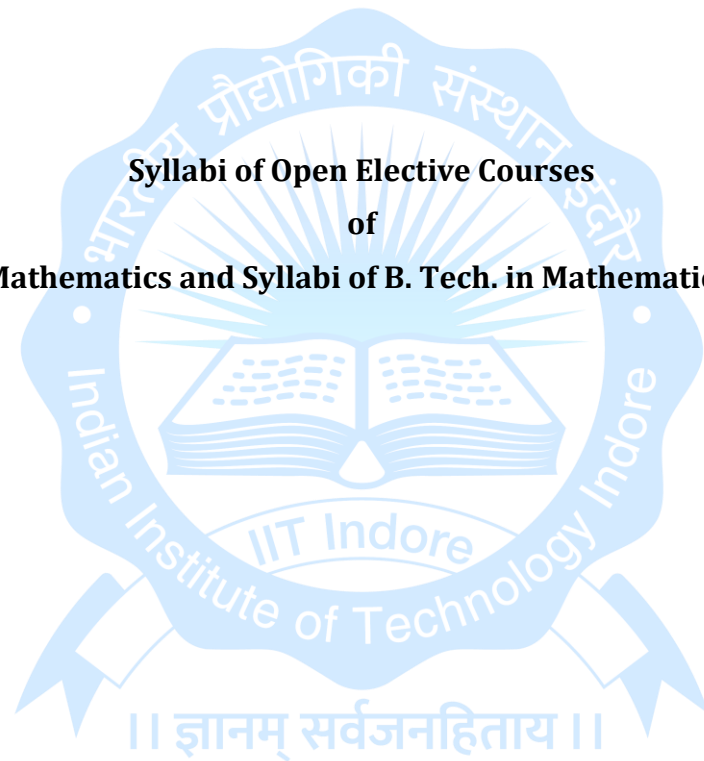 भारतीय प्रौद्योगिकी संस्थान इंदौर
Syllabi of Open Elective Courses
of
Mathematics and Syllabi of B. Tech. in Mathematic
IIT Indore
Indian Institute of Technology Indore
।। ज्ञानम् सर्वजनहिताय ।।